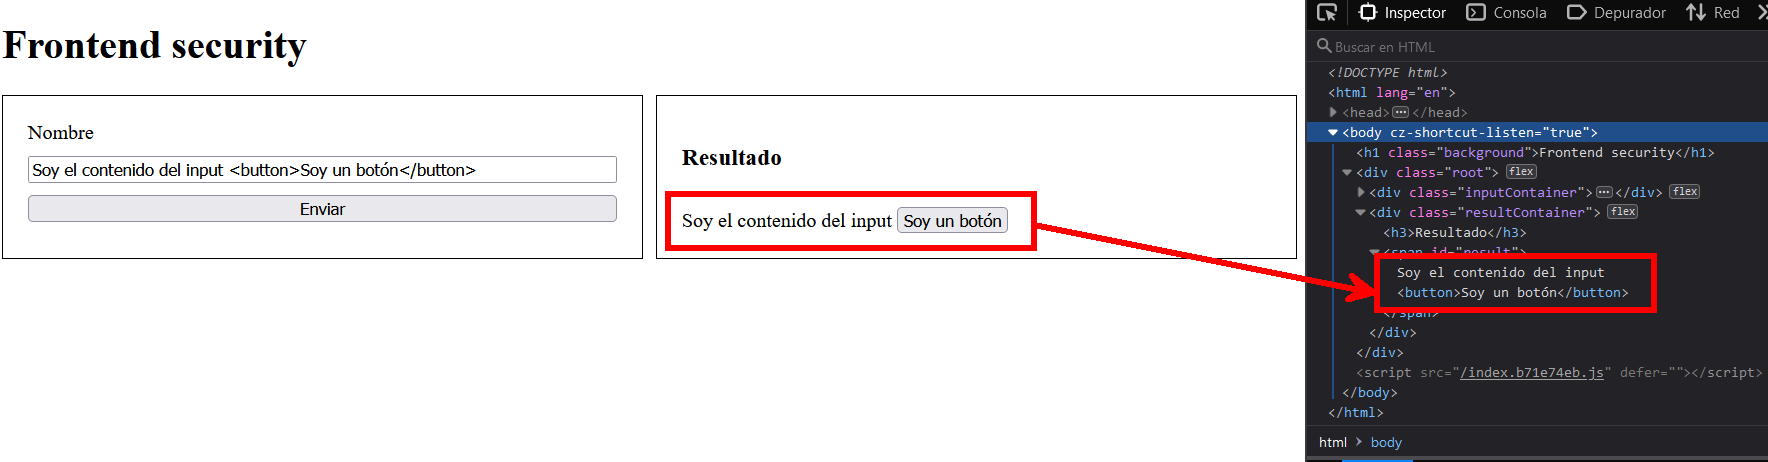 Frontend security
Nombre
Soy el contenido del input <button>Soy un botón</button>
Enviar
Resultado
Soy el contenido del input Soy un botón
Inspector Consola Depurador Red
Buscar en HTML
<!DOCTYPE html>
<html lang="en">
<head>⋯</head>
<body cz-shortcut-listen="true">
<h1 class="background">Frontend security</h1>
<div class="root"> flex
<div class="inputContainer">⋯</div> flex
<div class="resultContainer"> flex
<h3>Resultado</h3>
<span id="result">
Soy el contenido del input
<button>Soy un botón</button>
</span>
</div>
</div>
<script src="/index.b71e74eb.js" defer=""></script>
</body>
</html>
html > body